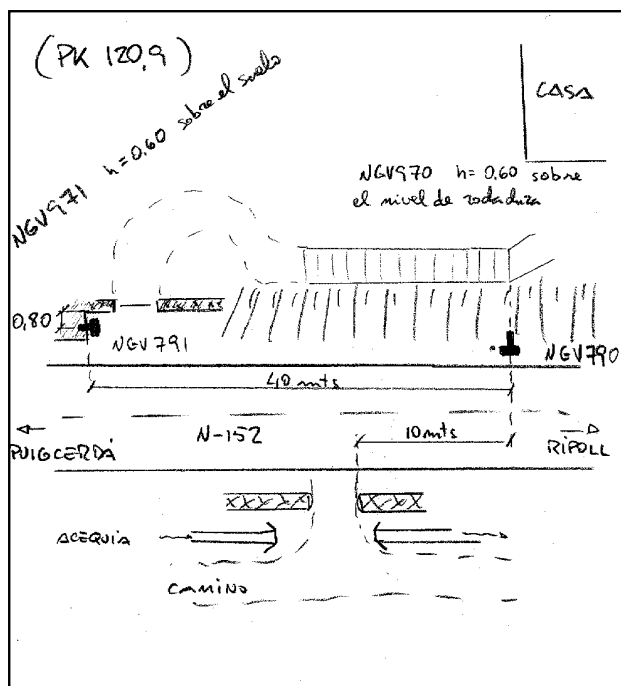 (PK 120,9)
NGV971 h=0,60 sobre el suelo
CASA
NGV970 h=0,60 sobre
el nivel de rodadura
0,80
NGV791
NGV790
40 mts
N-152
10 mts
PUIGCERDÁ
RIPOLL
ACEQUIA
CAMINO